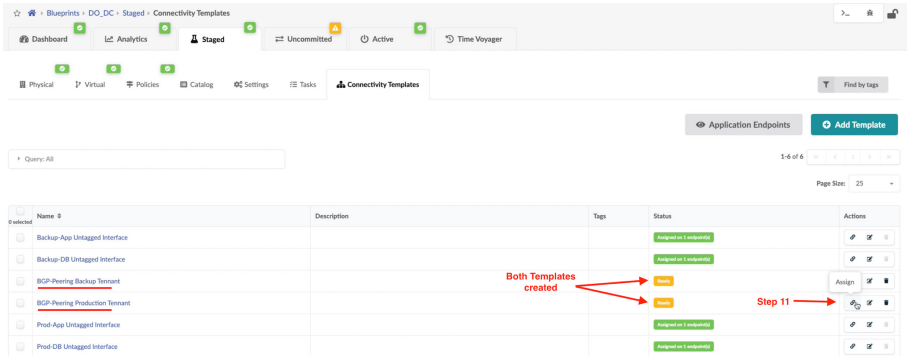 Blueprints › DO_DC › Staged › Connectivity Templates
Dashboard Analytics Staged Uncommitted Active Time Voyager
Physical Virtual Policies Catalog Settings Tasks Connectivity Templates Find by tags
Application Endpoints Add Template
Query: All 1-6 of 6
Page Size: 25
0 selected Name Description Tags Status Actions
Backup-App Untagged Interface Assigned on 1 endpoint(s)
Backup-DB Untagged Interface Assigned on 1 endpoint(s)
BGP-Peering Backup Tennant Both Templates Ready Assign
created
BGP-Peering Production Tennant Ready Step 11
Prod-App Untagged Interface Assigned on 1 endpoint(s)
Prod-DB Untagged Interface Assigned on 1 endpoint(s)